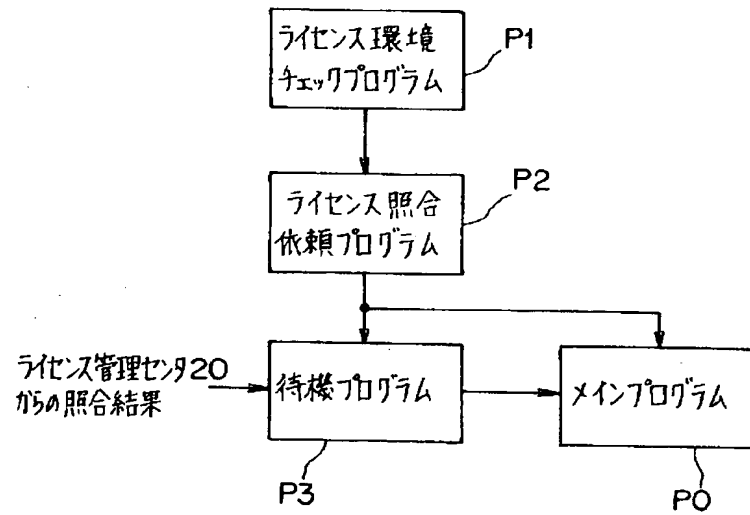 ライセンス環境
チェックプログラム
P1
ライセンス照合
依頼プログラム
P2
ライセンス管理センタ20
からの照合結果
待機プログラム
P3
メインプログラム
P0